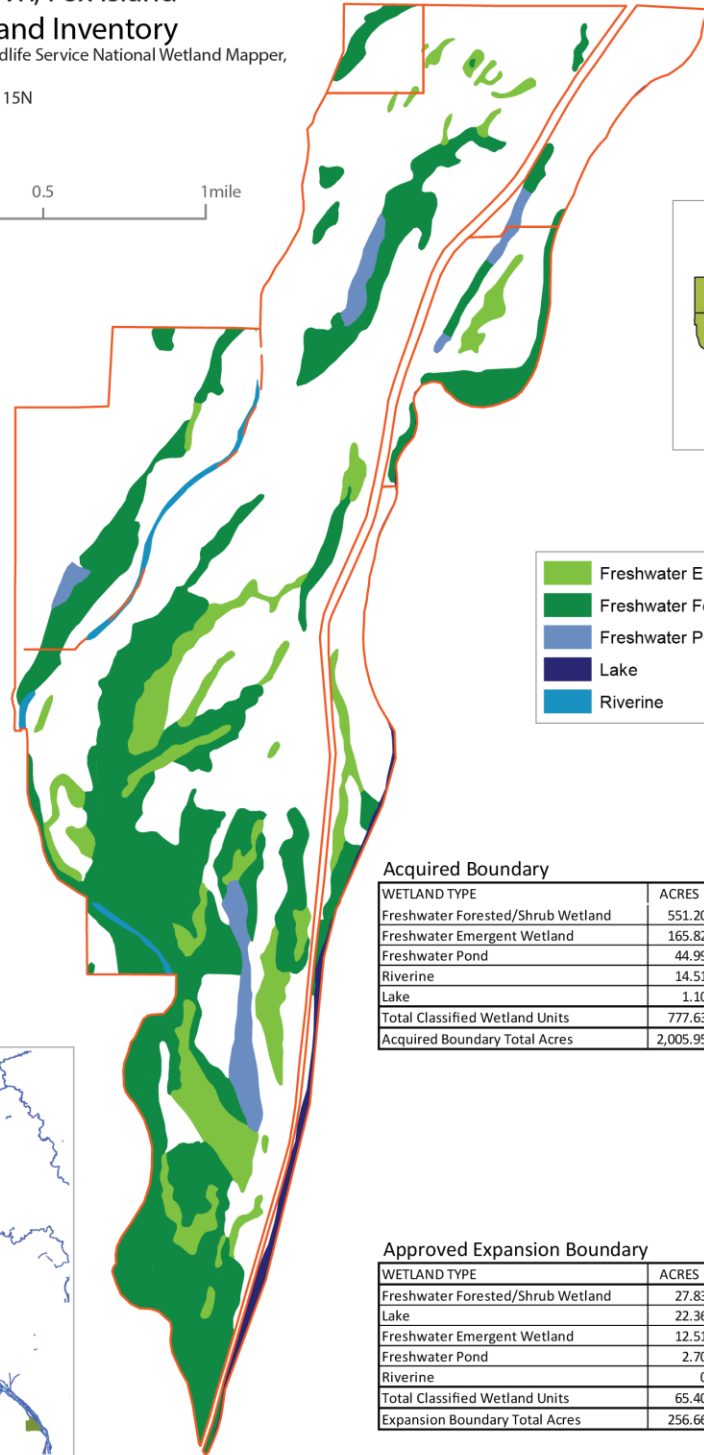 Fox Island
and Inventory
Wildlife Service National Wetland Mapper,
15N
0.5 1mile
Freshwater E
Freshwater Fo
Freshwater P
Lake
Riverine
Acquired Boundary
WETLAND TYPE ACRES
Freshwater Forested/Shrub Wetland 551.20
Freshwater Emergent Wetland 165.82
Freshwater Pond 44.99
Riverine 14.51
Lake 1.10
Total Classified Wetland Units 777.63
Acquired Boundary Total Acres 2,005.95
Approved Expansion Boundary
WETLAND TYPE ACRES
Freshwater Forested/Shrub Wetland 27.83
Lake 22.36
Freshwater Emergent Wetland 12.51
Freshwater Pond 2.70
Riverine 0
Total Classified Wetland Units 65.40
Expansion Boundary Total Acres 256.66